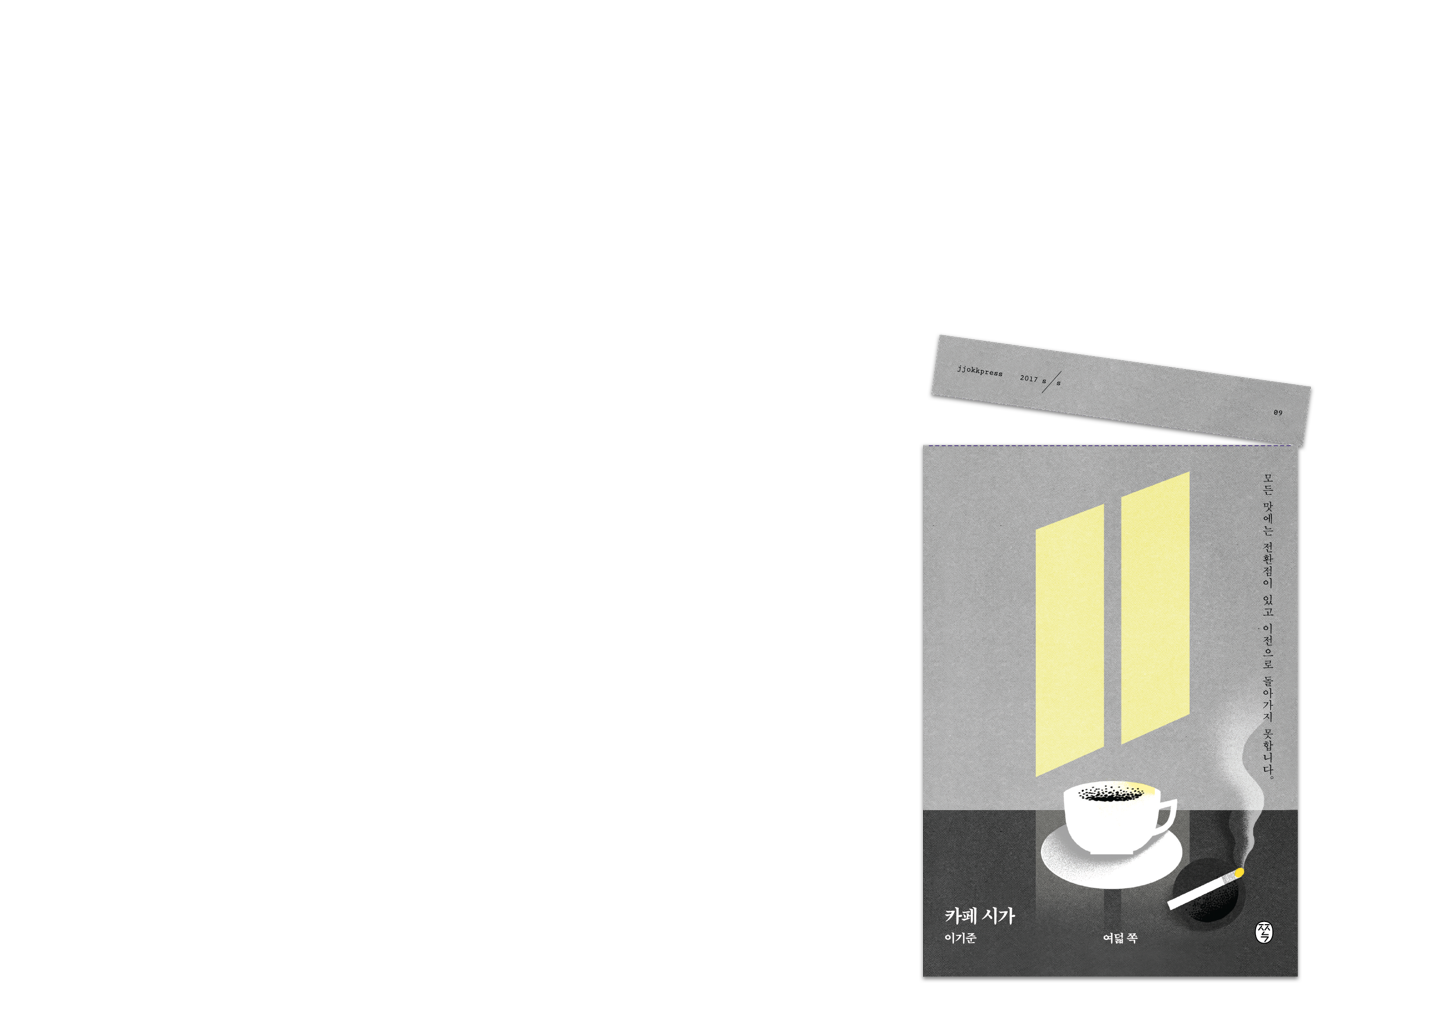 jjokkpress 2017 s/s 09
모든 맛에는 전환점이 있고 이전으로 돌아가지 못합니다.
카페 시가
이기준
여덟 쪽
쪽